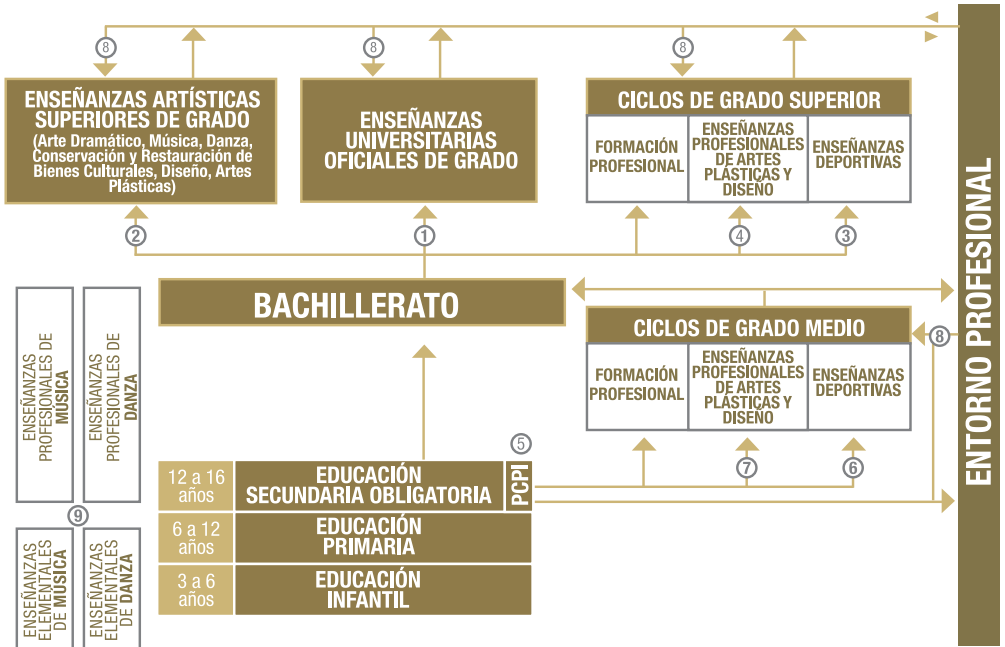 8
8
8
ENSEÑANZAS ARTÍSTICAS
SUPERIORES DE GRADO
(Arte Dramático, Música, Danza,
Conservación y Restauración de
Bienes Culturales, Diseño, Artes
Plásticas)
ENSEÑANZAS
UNIVERSITARIAS
OFICIALES DE GRADO
CICLOS DE GRADO SUPERIOR
FORMACIÓN
PROFESIONAL
ENSEÑANZAS
PROFESIONALES
DE ARTES
PLÁSTICAS Y
DISEÑO
ENSEÑANZAS
DEPORTIVAS
2
1
4
3
BACHILLERATO
CICLOS DE GRADO MEDIO
8
FORMACIÓN
PROFESIONAL
ENSEÑANZAS
PROFESIONALES
DE ARTES
PLÁSTICAS Y
DISEÑO
ENSEÑANZAS
DEPORTIVAS
ENTORNO PROFESIONAL
ENSEÑANZAS
PROFESIONALES DE
MÚSICA
ENSEÑANZAS
PROFESIONALES DE
DANZA
5
7
6
12 a 16
años
EDUCACIÓN
SECUNDARIA OBLIGATORIA
PCPI
9
6 a 12
años
EDUCACIÓN
PRIMARIA
3 a 6
años
EDUCACIÓN
INFANTIL
ENSEÑANZAS
ELEMENTALES
DE MÚSICA
ENSEÑANZAS
ELEMENTALES
DE DANZA